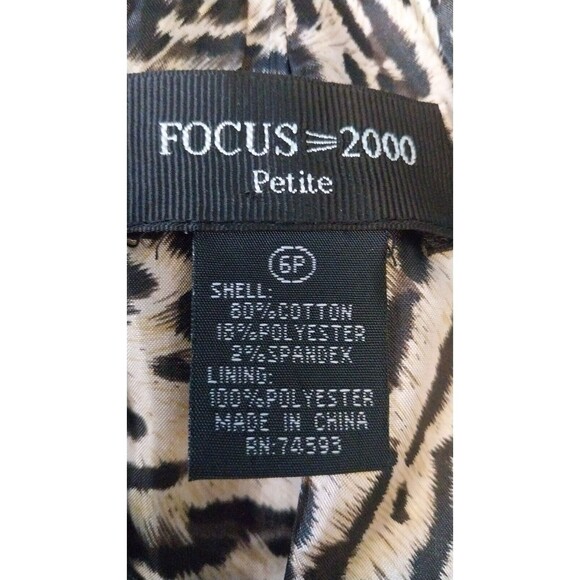 FOCUS 2000
Petite
6P
SHELL:
80%COTTON
18%POLYESTER
2%SPANDEX
LINING:
100%POLYESTER
MADE IN CHINA
RN:74593